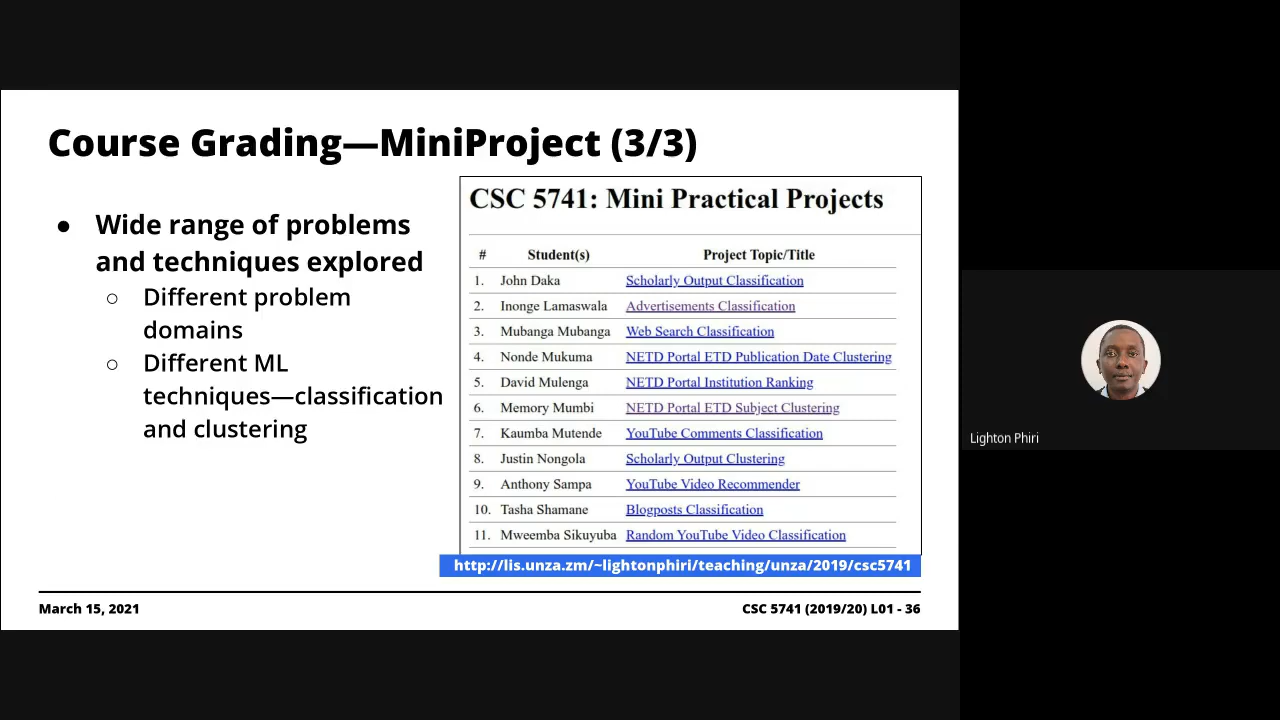 Course Grading—MiniProject (3/3)
● Wide range of problems
and techniques explored
○ Different problem
domains
○ Different ML
techniques—classification
and clustering
CSC 5741: Mini Practical Projects
# Student(s) Project Topic/Title
1. John Daka Scholarly Output Classification
2. Inonge Lamaswala Advertisements Classification
3. Mubanga Mubanga Web Search Classification
4. Nonde Mukuma NETD Portal ETD Publication Date Clustering
5. David Mulenga NETD Portal Institution Ranking
6. Memory Mumbi NETD Portal ETD Subject Clustering
7. Kaumba Mutende YouTube Comments Classification
8. Justin Nongola Scholarly Output Clustering
9. Anthony Sampa YouTube Video Recommender
10. Tasha Shamane Blogposts Classification
11. Mweemba Sikuyuba Random YouTube Video Classification
http://lis.unza.zm/~lightonphiri/teaching/unza/2019/csc5741
March 15, 2021 CSC 5741 (2019/20) L01 - 36
Lighton Phiri